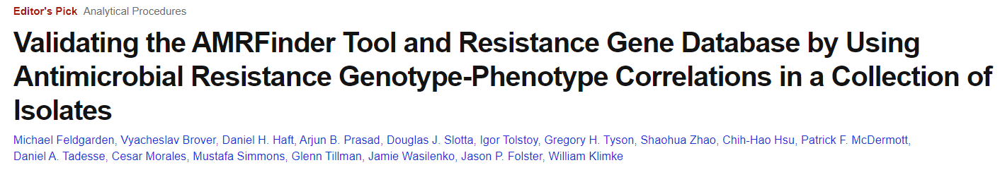 Editor's Pick Analytical Procedures
Validating the AMRFinder Tool and Resistance Gene Database by Using
Antimicrobial Resistance Genotype-Phenotype Correlations in a Collection of
Isolates
Michael Feldgarden, Vyacheslav Brover, Daniel H. Haft, Arjun B. Prasad, Douglas J. Slotta, Igor Tolstoy, Gregory H. Tyson, Shaohua Zhao, Chih-Hao Hsu, Patrick F. McDermott,
Daniel A. Tadesse, Cesar Morales, Mustafa Simmons, Glenn Tillman, Jamie Wasilenko, Jason P. Folster, William Klimke